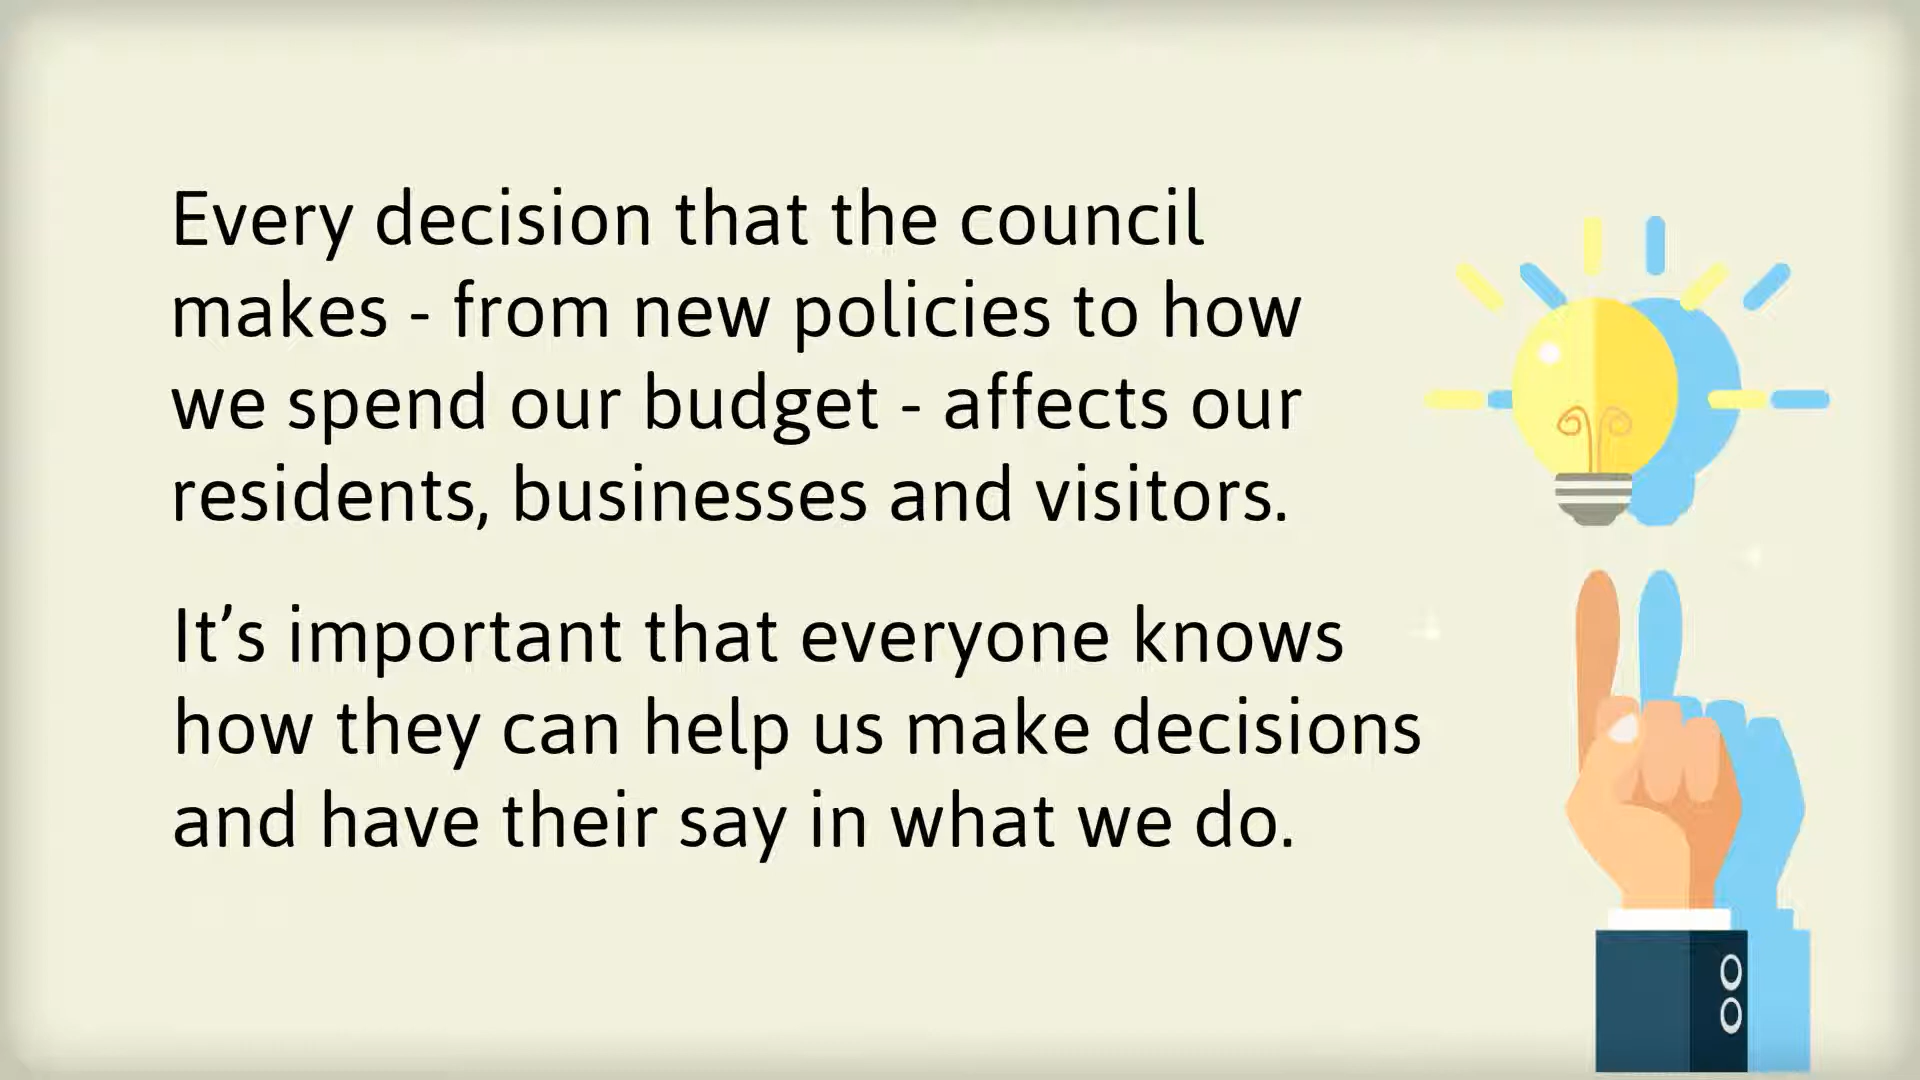 Every decision that the council
makes - from new policies to how
we spend our budget - affects our
residents, businesses and visitors.
It’s important that everyone knows
how they can help us make decisions
and have their say in what we do.